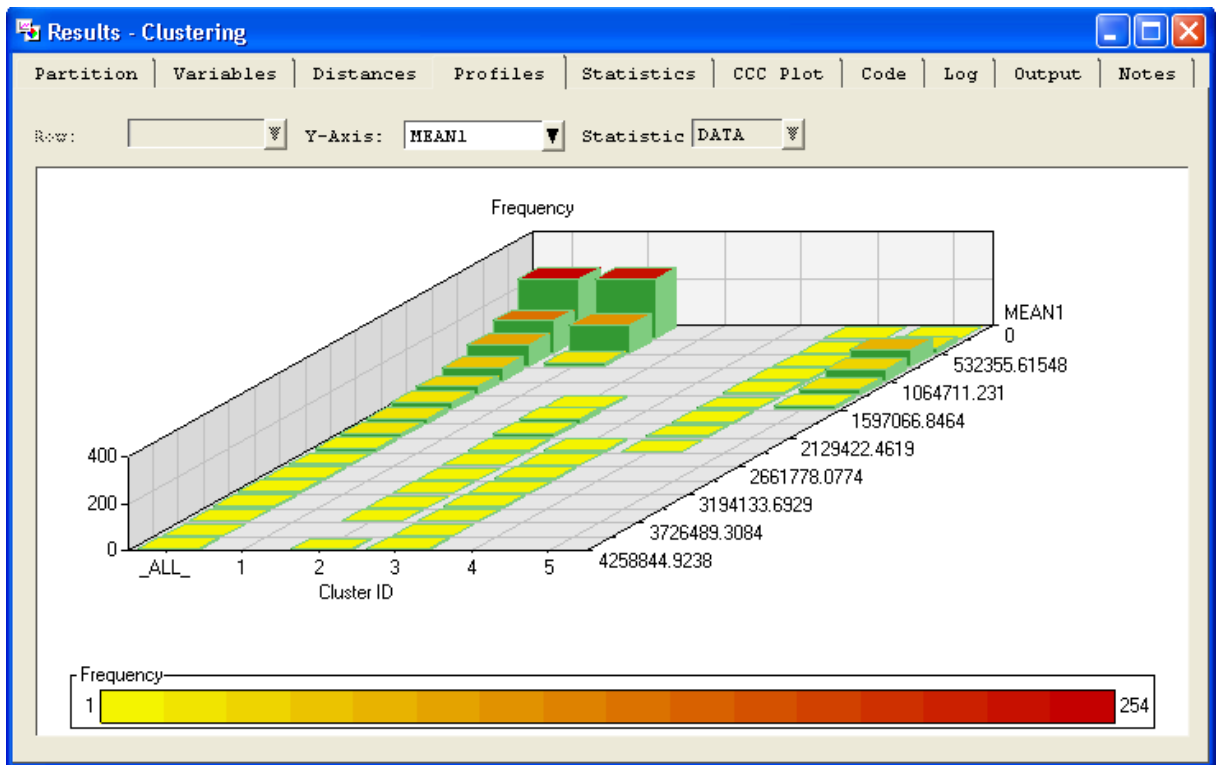 Results - Clustering
Partition Variables Distances Profiles Statistics CCC Plot Code Log Output Notes
Row: Y-Axis: MEAN1 Statistic DATA
Frequency
MEAN1
0
532355.61548
1064711.231
1597066.8464
2129422.4619
2661778.0774
3194133.6929
3726489.3084
4258844.9238
400
200
0
_ALL_ 1 2 3 4 5
Cluster ID
Frequency
1 254